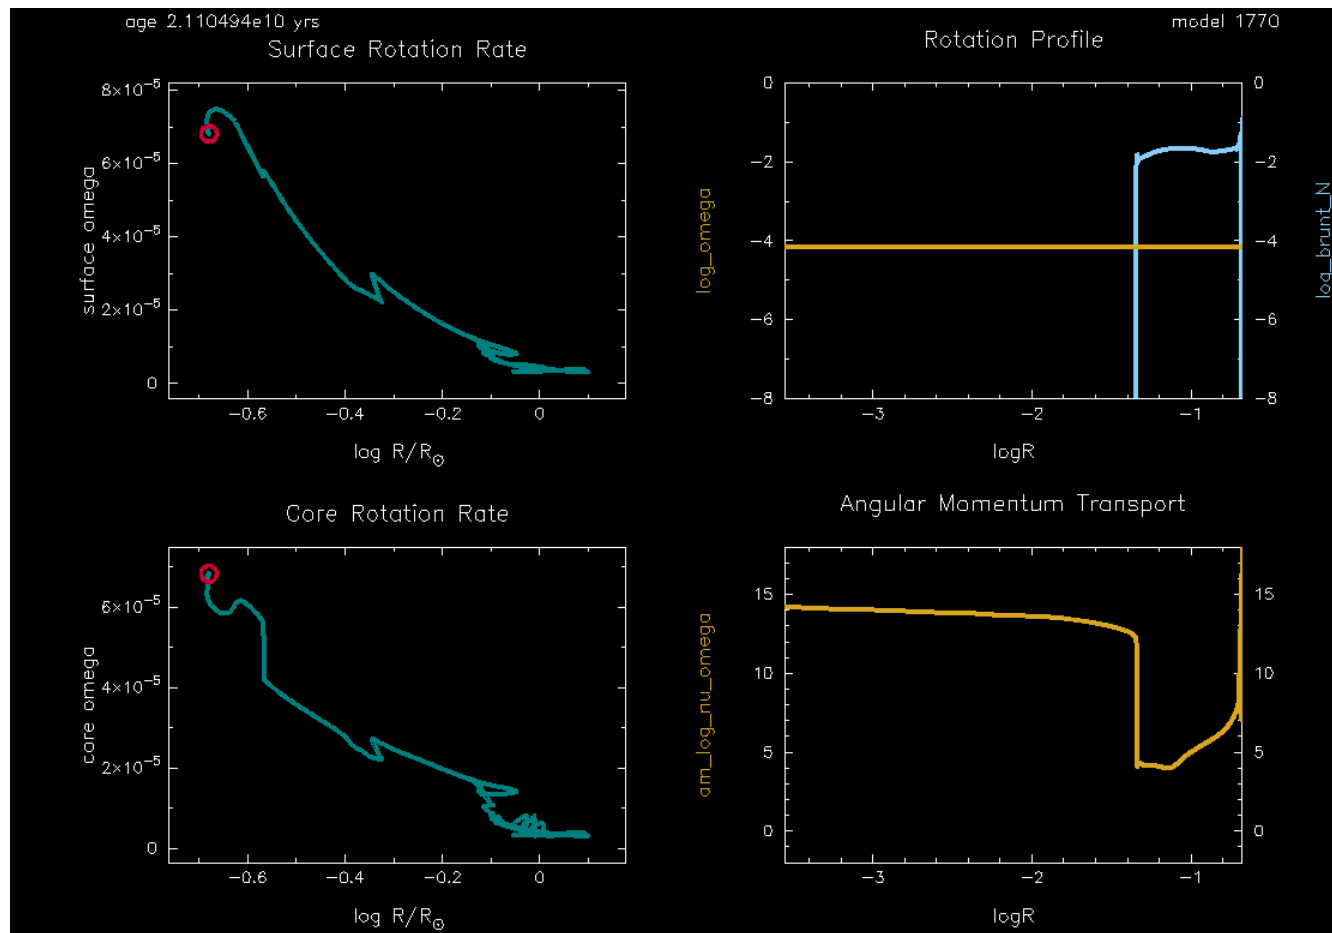 age 2.110494e10 yrs
model 1770
Surface Rotation Rate
8×10⁻⁵
6×10⁻⁵
4×10⁻⁵
2×10⁻⁵
0
surface omega
−0.6 −0.4 −0.2 0
log R/R☉
Rotation Profile
0 0
−2 −2
−4 −4
−6 −6
−8 −8
log_omega
log_brunt_N
−3 −2 −1
logR
Core Rotation Rate
6×10⁻⁵
4×10⁻⁵
2×10⁻⁵
0
core omega
−0.6 −0.4 −0.2 0
log R/R☉
Angular Momentum Transport
15 15
10 10
5 5
0 0
am_log_nu_omega
−3 −2 −1
logR